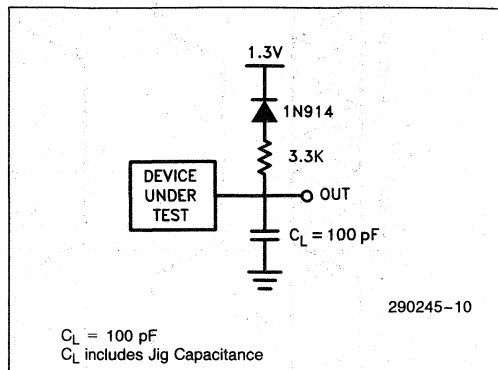 1.3V
1N914
3.3K
DEVICE
UNDER
TEST
OUT
C_L = 100 pF
290245-10
C_L = 100 pF
C_L includes Jig Capacitance